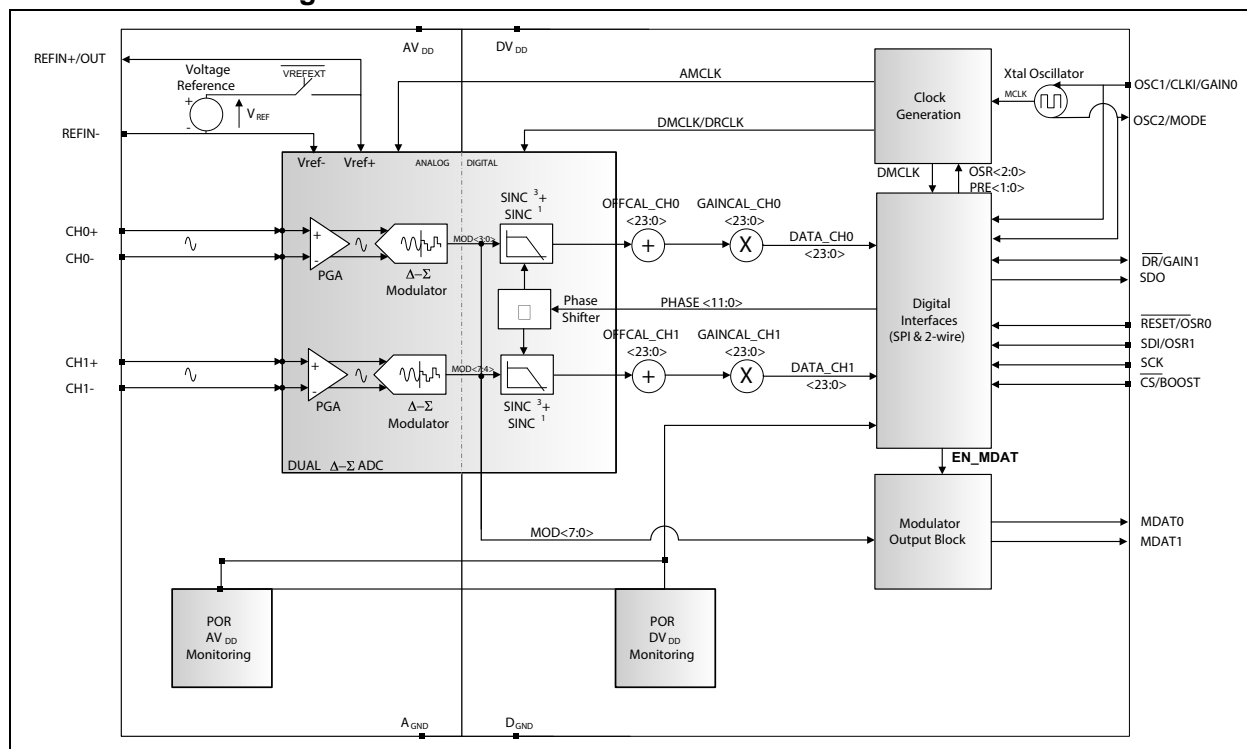 AV DD
DV DD
REFIN+/OUT
Voltage
Reference
VREFEXT
+
-
V REF
REFIN-
AMCLK
DMCLK/DRCLK
Clock
Generation
Xtal Oscillator
MCLK
OSC1/CLKI/GAIN0
OSC2/MODE
Vref-
Vref+
ANALOG
DIGITAL
DMCLK
OSR<2:0>
PRE<1:0>
SINC 3 +
SINC 1
OFFCAL_CH0
<23:0>
GAINCAL_CH0
<23:0>
CH0+
CH0-
+
-
PGA
Δ–Σ
Modulator
MOD<3:0>
+
X
DATA_CH0
<23:0>
Phase
Shifter
PHASE <11:0>
Digital
Interfaces
(SPI & 2-wire)
DR/GAIN1
SDO
RESET/OSR0
SDI/OSR1
SCK
CS/BOOST
OFFCAL_CH1
<23:0>
GAINCAL_CH1
<23:0>
CH1+
CH1-
+
-
PGA
Δ–Σ
Modulator
MOD<7:4>
SINC 3 +
SINC 1
+
X
DATA_CH1
<23:0>
DUAL Δ–Σ ADC
EN_MDAT
MOD<7:0>
Modulator
Output Block
MDAT0
MDAT1
POR
AV DD
Monitoring
POR
DV DD
Monitoring
A GND
D GND